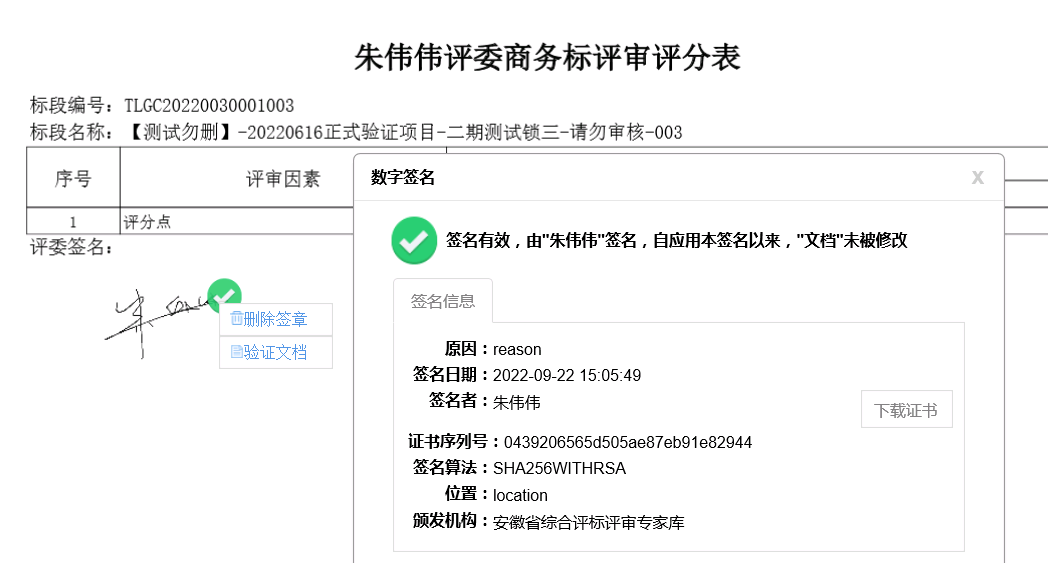 朱伟伟评委商务标评审评分表
标段编号：TLGC20220030001003
标段名称：【测试勿删】-20220616正式验证项目-二期测试锁三-请勿审核-003
序号 评审因素
1 评分点
评委签名：
删除签章
验证文档
数字签名 X
签名有效，由"朱伟伟"签名，自应用本签名以来，"文档"未被修改
签名信息
原因：reason
签名日期：2022-09-22 15:05:49
签名者：朱伟伟
下载证书
证书序列号：0439206565d505ae87eb91e82944
签名算法：SHA256WITHRSA
位置：location
颁发机构：安徽省综合评标评审专家库